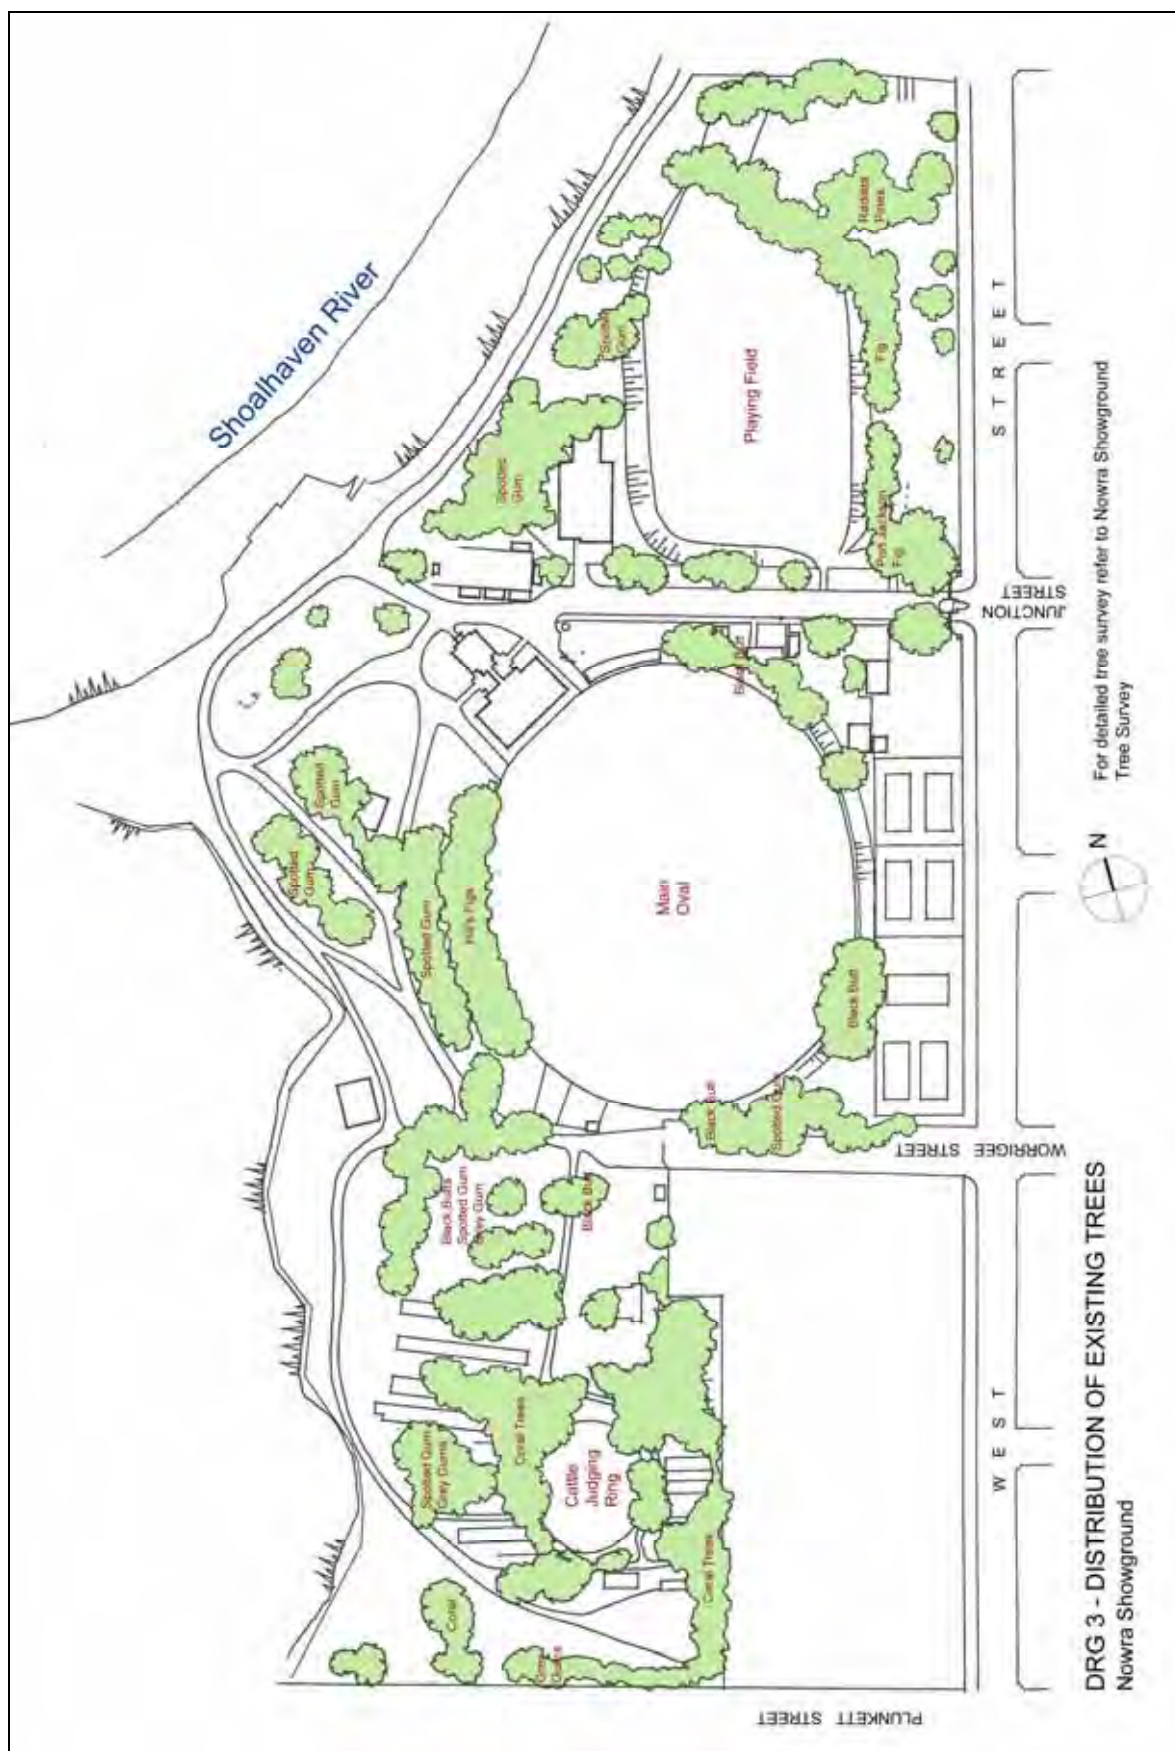 Shoalhaven River
Radiata
Pines
Spotted
Gum
Fig
Playing Field
Spotted
Gum
Port Jackson
Fig
STREET
JUNCTION
STREET
Black Butt
Spotted
Gum
Spotted
Gum
Spotted Gum
Hill's Figs
Main
Oval
Black Butt
Black Butt
Spotted Gum
WORRIGEE STREET
Black Butts
Spotted Gum
Grey Gum
Black Butt
Coral Trees
Spotted Gum
Grey Gums
Cattle
Judging
Ring
Coral Trees
Coral
WEST
PLUNKETT STREET
N
For detailed tree survey refer to Nowra Showground
Tree Survey
DRG 3 - DISTRIBUTION OF EXISTING TREES
Nowra Showground